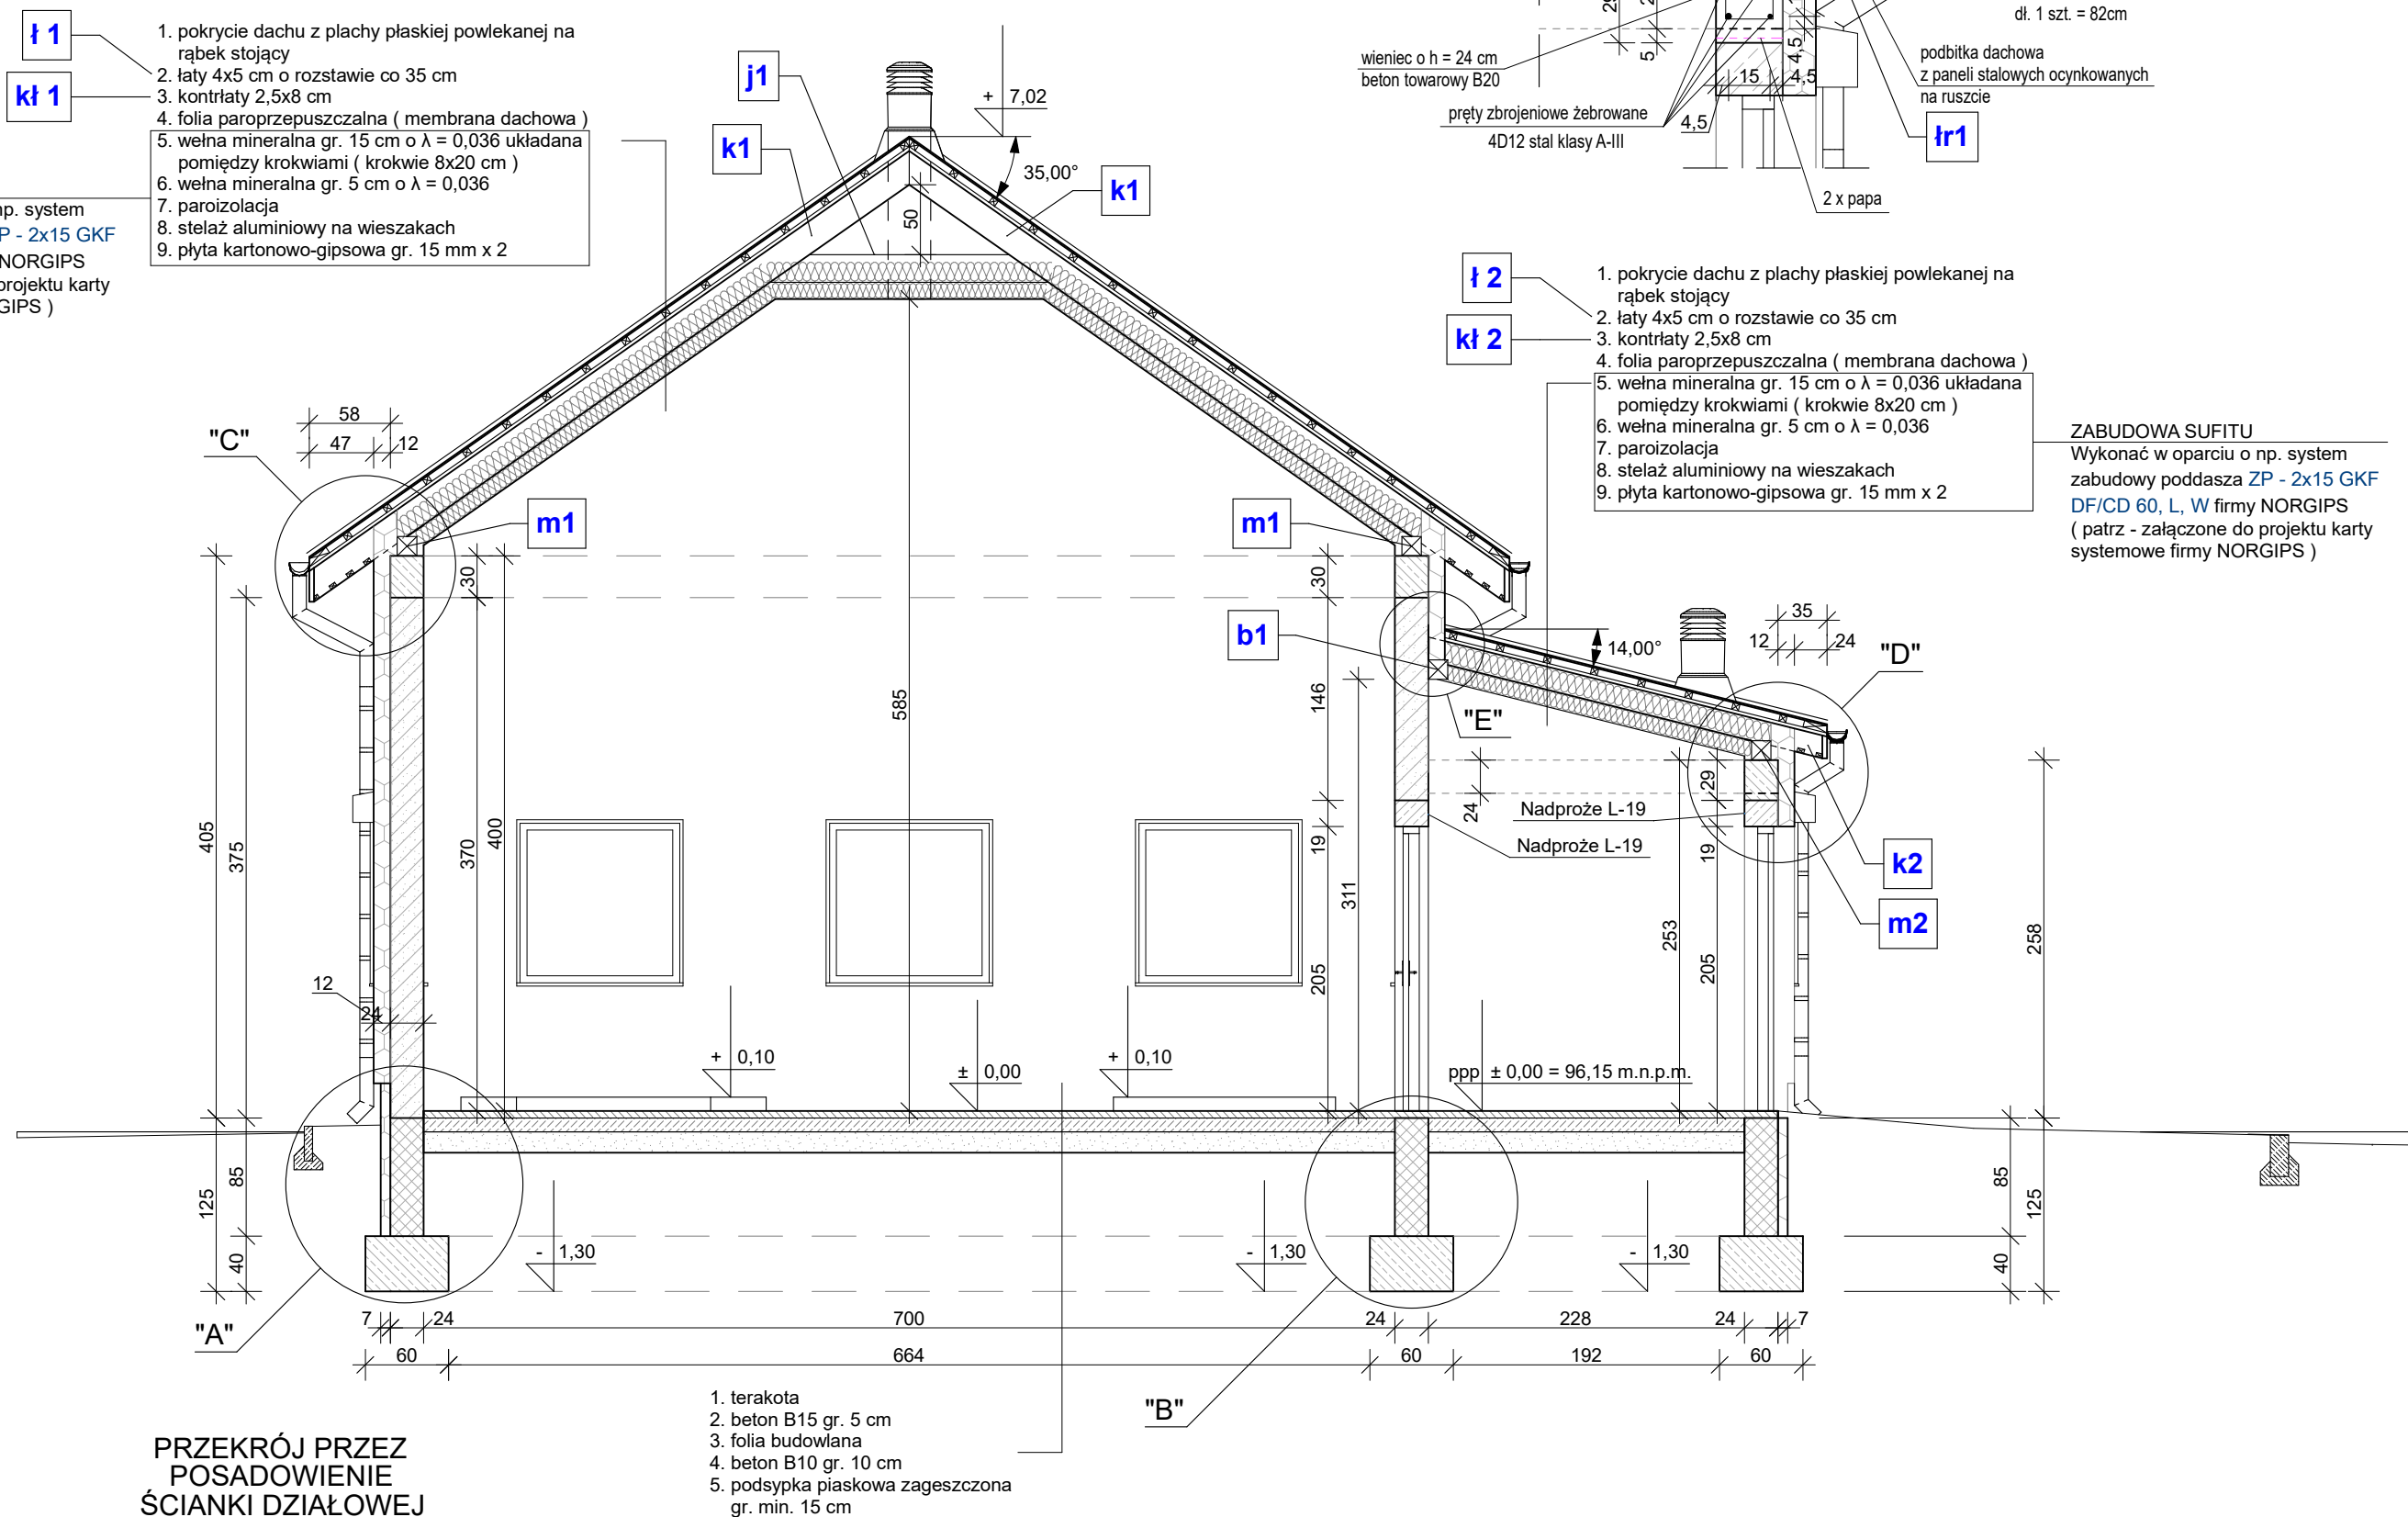 ł 1
kł 1
1. pokrycie dachu z plachy płaskiej powlekanej na
rąbek stojący
2. łaty 4x5 cm o rozstawie co 35 cm
3. kontrłaty 2,5x8 cm
4. folia paroprzepuszczalna ( membrana dachowa )
5. wełna mineralna gr. 15 cm o λ = 0,036 układana
pomiędzy krokwiami ( krokwie 8x20 cm )
6. wełna mineralna gr. 5 cm o λ = 0,036
7. paroizolacja
8. stelaż aluminiowy na wieszakach
9. płyta kartonowo-gipsowa gr. 15 mm x 2
np. system
P - 2x15 GKF
NORGIPS
projektu karty
GIPS )
j1
k1
k1
+ 7,02
35,00°
50
dł. 1 szt. = 82cm
wieniec o h = 24 cm
beton towarowy B20
pręty zbrojeniowe żebrowane
4D12 stal klasy A-III
5
4,5
15
4,5
4,5
podbitka dachowa
z paneli stalowych ocynkowanych
na ruszcie
łr1
2 x papa
ł 2
kł 2
1. pokrycie dachu z plachy płaskiej powlekanej na
rąbek stojący
2. łaty 4x5 cm o rozstawie co 35 cm
3. kontrłaty 2,5x8 cm
4. folia paroprzepuszczalna ( membrana dachowa )
5. wełna mineralna gr. 15 cm o λ = 0,036 układana
pomiędzy krokwiami ( krokwie 8x20 cm )
6. wełna mineralna gr. 5 cm o λ = 0,036
7. paroizolacja
8. stelaż aluminiowy na wieszakach
9. płyta kartonowo-gipsowa gr. 15 mm x 2
ZABUDOWA SUFITU
Wykonać w oparciu o np. system
zabudowy poddasza ZP - 2x15 GKF
DF/CD 60, L, W firmy NORGIPS
( patrz - załączone do projektu karty
systemowe firmy NORGIPS )
"C"
58
47 12
m1
m1
b1
30
30
14,00°
35
12 24
"D"
"E"
146
585
405
375
370
400
19
311
205
24
29
Nadproże L-19
Nadproże L-19
253
19
205
k2
m2
258
12
24
+ 0,10
± 0,00
+ 0,10
ppp ± 0,00 = 96,15 m.n.p.m.
125
85
40
- 1,30
- 1,30
- 1,30
85
125
40
"A"
7 24 700 24 228 24 7
60 664 60 192 60
"B"
1. terakota
2. beton B15 gr. 5 cm
3. folia budowlana
4. beton B10 gr. 10 cm
5. podsypka piaskowa zageszczona
gr. min. 15 cm
PRZEKRÓJ PRZEZ
POSADOWIENIE
ŚCIANKI DZIAŁOWEJ